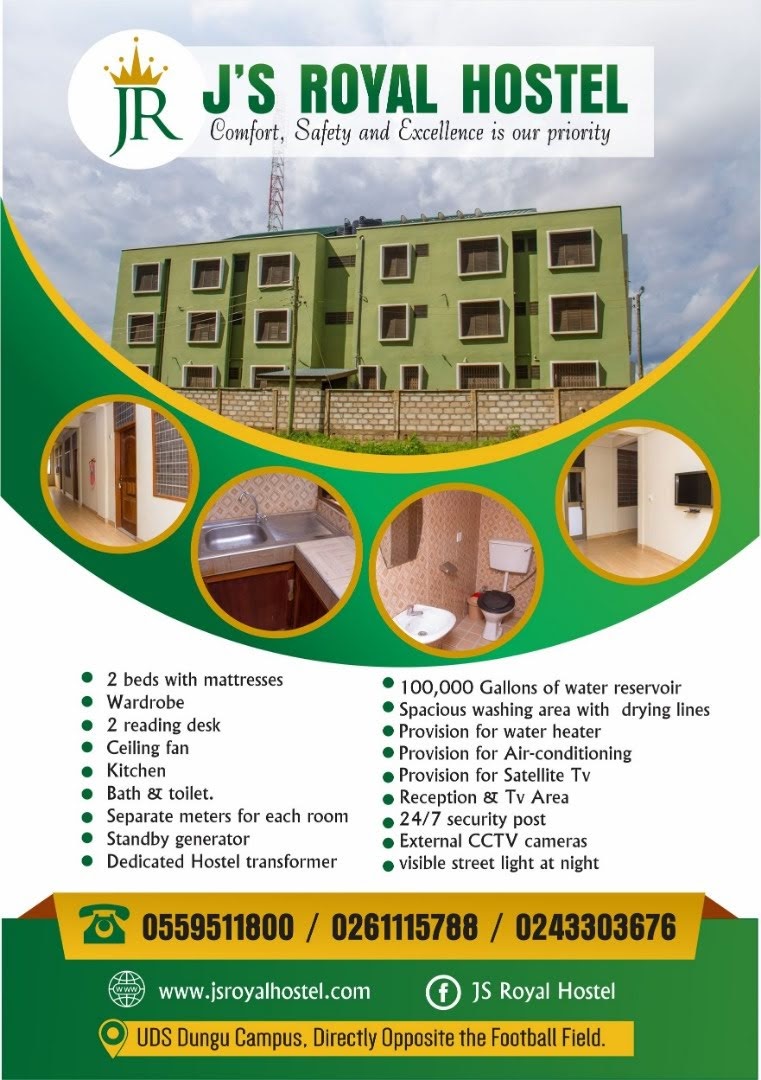 JR
J'S ROYAL HOSTEL
Comfort, Safety and Excellence is our priority
2 beds with mattresses
Wardrobe
2 reading desk
Ceiling fan
Kitchen
Bath & toilet.
Separate meters for each room
Standby generator
Dedicated Hostel transformer
100,000 Gallons of water reservoir
Spacious washing area with drying lines
Provision for water heater
Provision for Air-conditioning
Provision for Satellite Tv
Reception & Tv Area
24/7 security post
External CCTV cameras
visible street light at night
0559511800 / 0261115788 / 0243303676
www
www.jsroyalhostel.com
f JS Royal Hostel
UDS Dungu Campus, Directly Opposite the Football Field.